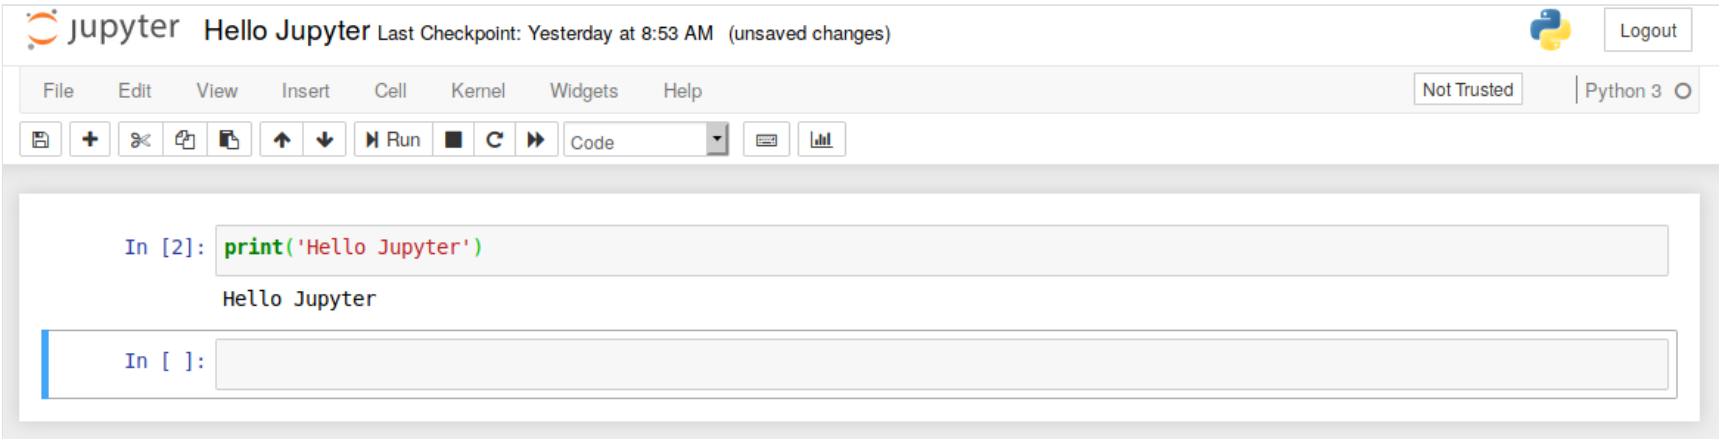 jupyter Hello Jupyter Last Checkpoint: Yesterday at 8:53 AM (unsaved changes) Logout
File Edit View Insert Cell Kernel Widgets Help Not Trusted Python 3
Run Code
In [2]: print('Hello Jupyter')
Hello Jupyter
In [ ]: